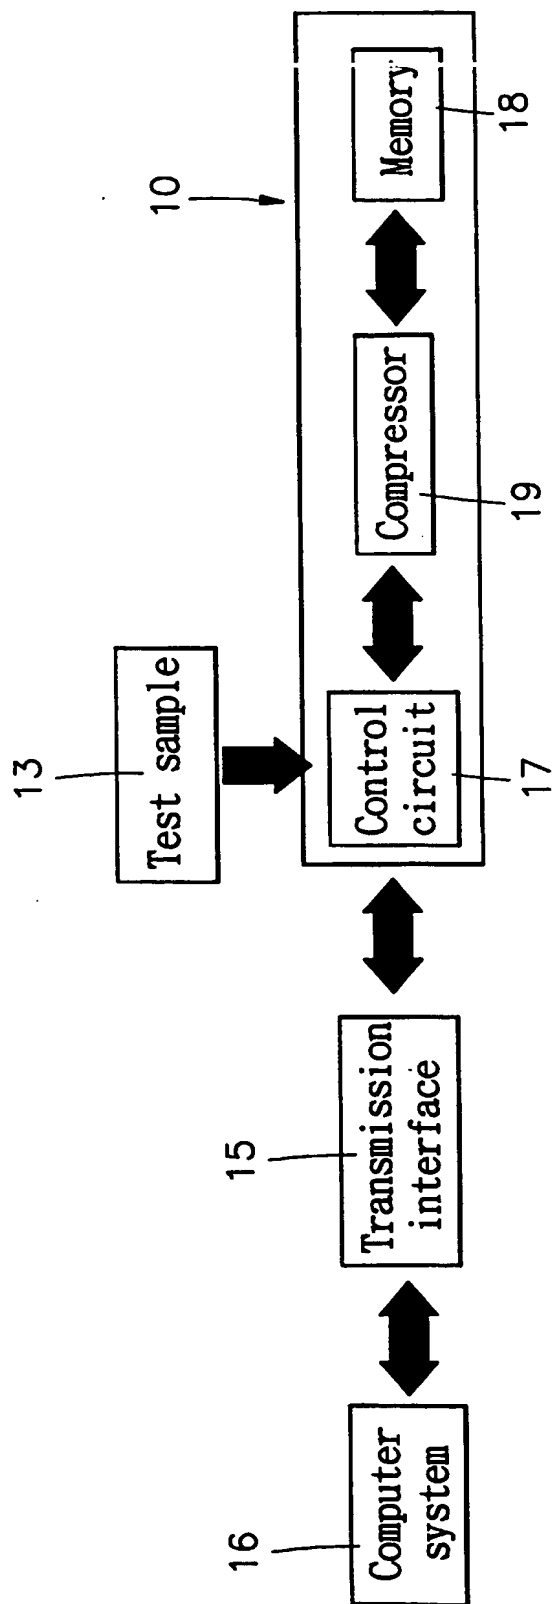 10
13
Test sample
16
Computer
system
15
Transmission
interface
Control
circuit
17
Compressor
19
Memory
18